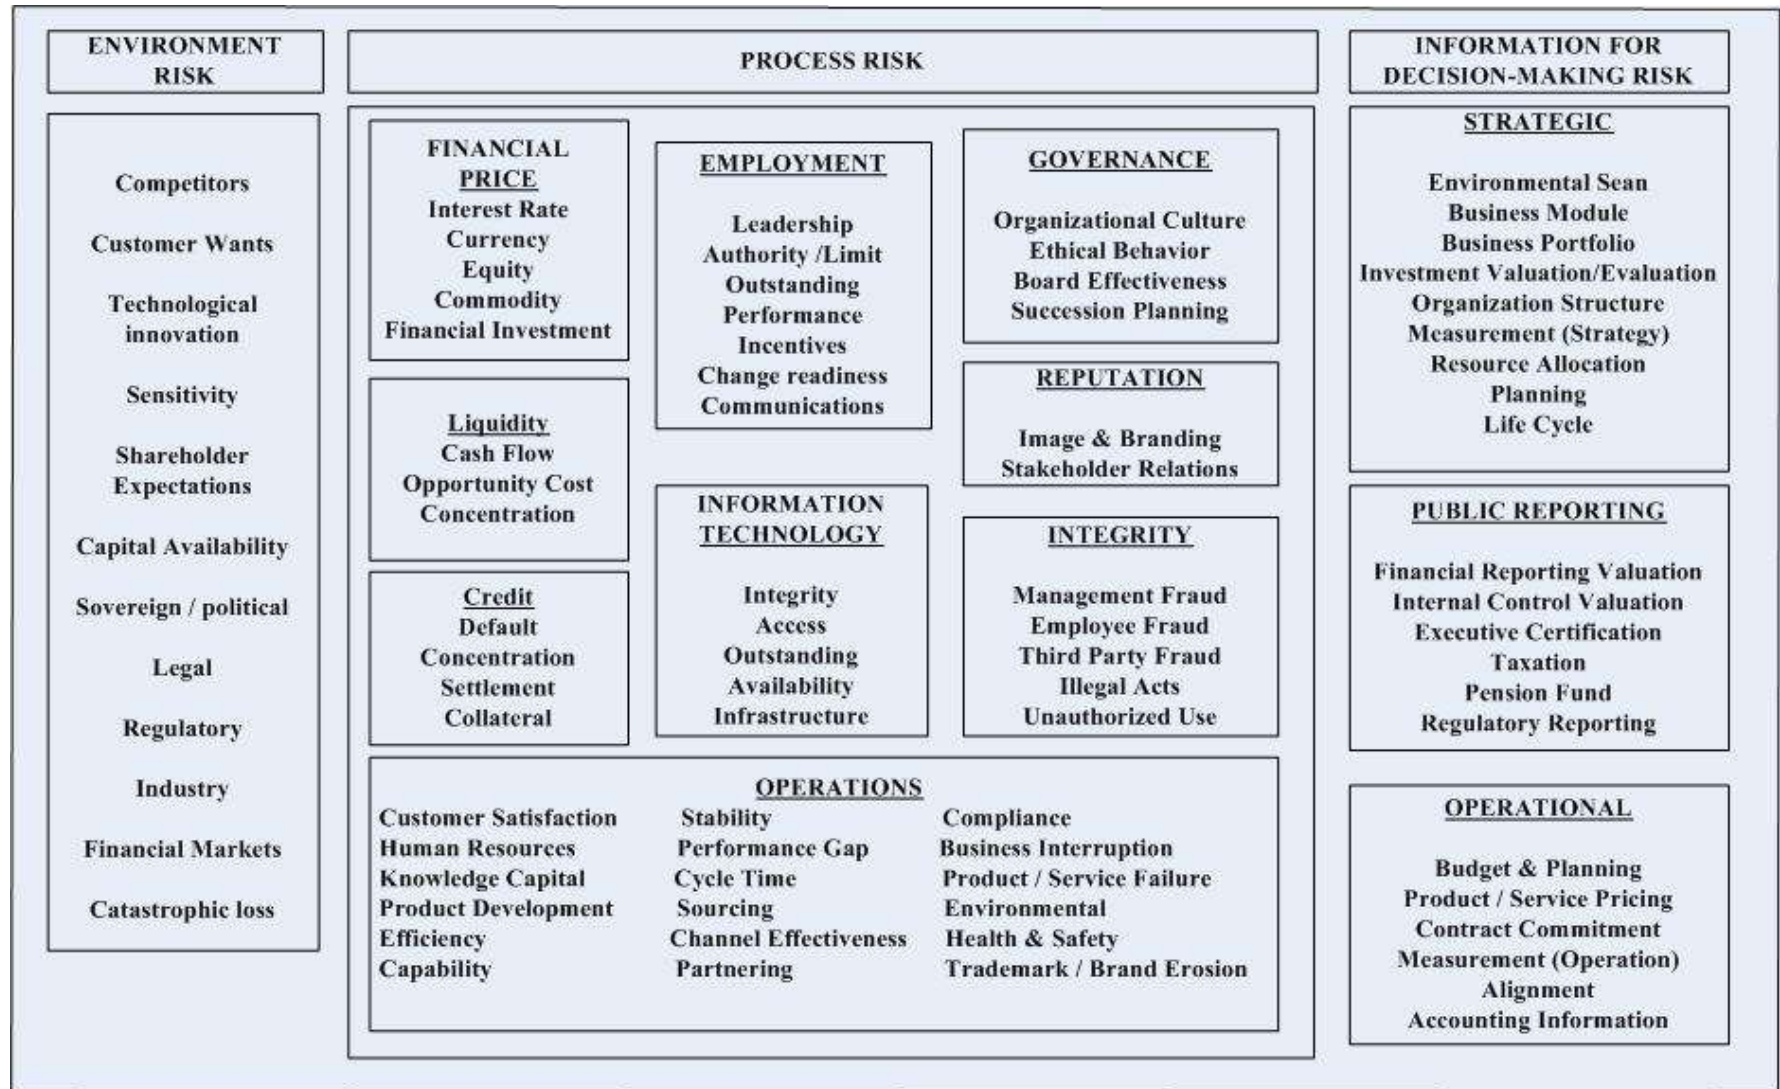 ENVIRONMENT
RISK
Competitors
Customer Wants
Technological
innovation
Sensitivity
Shareholder
Expectations
Capital Availability
Sovereign / political
Legal
Regulatory
Industry
Financial Markets
Catastrophic loss
PROCESS RISK
FINANCIAL
PRICE
Interest Rate
Currency
Equity
Commodity
Financial Investment
Liquidity
Cash Flow
Opportunity Cost
Concentration
Credit
Default
Concentration
Settlement
Collateral
EMPLOYMENT
Leadership
Authority /Limit
Outstanding
Performance
Incentives
Change readiness
Communications
INFORMATION
TECHNOLOGY
Integrity
Access
Outstanding
Availability
Infrastructure
GOVERNANCE
Organizational Culture
Ethical Behavior
Board Effectiveness
Succession Planning
REPUTATION
Image & Branding
Stakeholder Relations
INTEGRITY
Management Fraud
Employee Fraud
Third Party Fraud
Illegal Acts
Unauthorized Use
OPERATIONS
Customer Satisfaction
Human Resources
Knowledge Capital
Product Development
Efficiency
Capability
Stability
Performance Gap
Cycle Time
Sourcing
Channel Effectiveness
Partnering
Compliance
Business Interruption
Product / Service Failure
Environmental
Health & Safety
Trademark / Brand Erosion
INFORMATION FOR
DECISION-MAKING RISK
STRATEGIC
Environmental Sean
Business Module
Business Portfolio
Investment Valuation/Evaluation
Organization Structure
Measurement (Strategy)
Resource Allocation
Planning
Life Cycle
PUBLIC REPORTING
Financial Reporting Valuation
Internal Control Valuation
Executive Certification
Taxation
Pension Fund
Regulatory Reporting
OPERATIONAL
Budget & Planning
Product / Service Pricing
Contract Commitment
Measurement (Operation)
Alignment
Accounting Information